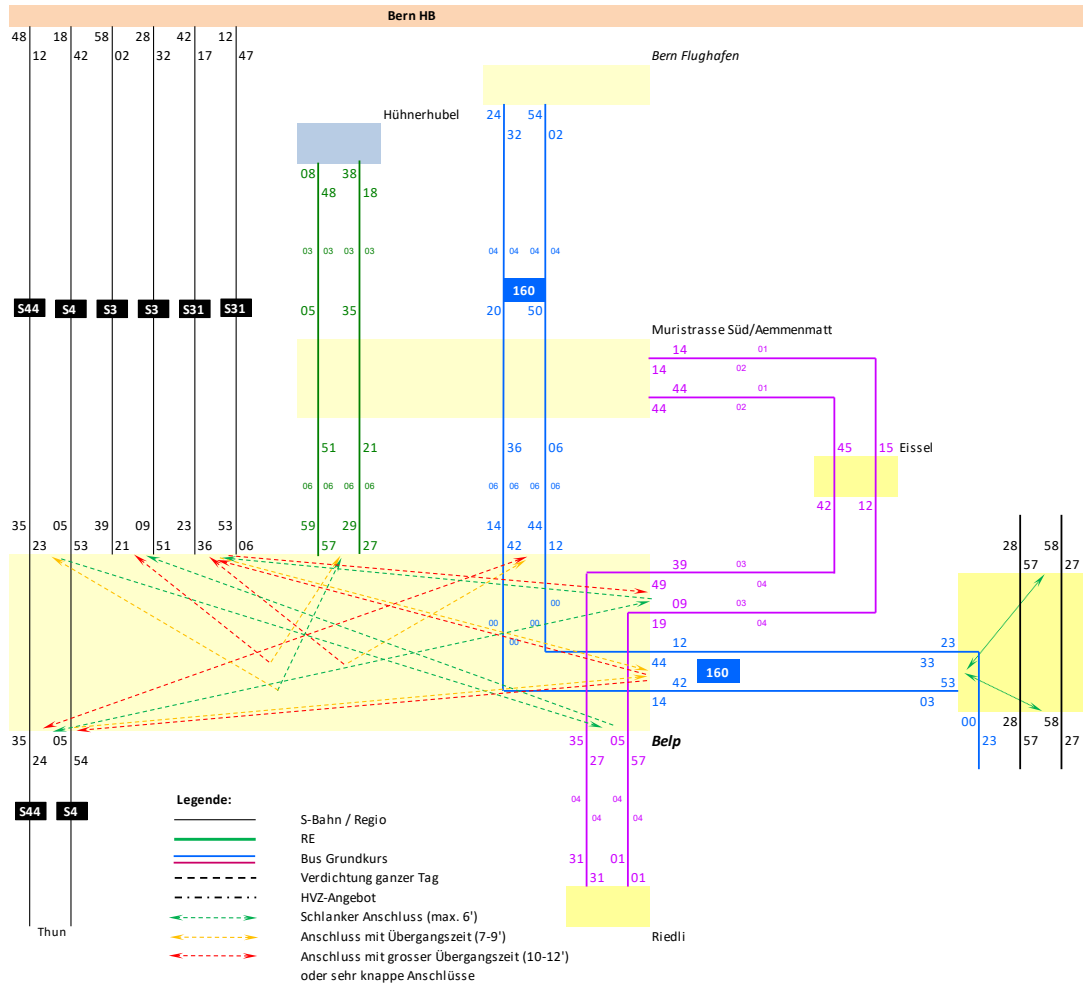 Bern HB
48 18 58 28 42 12
12 42 02 32 17 47
Bern Flughafen
Hühnerhubel
24 54
32 02
08 38
48 18
03 03 03 03
04 04 04 04
160
S44 S4 S3 S3 S31 S31
05 35
20 50
Muristrasse Süd/Aemmenmatt
14 01
14 02
44 01
44 02
51 21
36 06
45 15 Eissel
06 06 06 06
06 06 06 06
42 12
35 05 39 09 23 53
59 29
14 44
23 53 21 51 36 06
57 27
42 12
28 58
57 27
39 03
49 04
00
09 03
00 00
19 04
00
12 23
44 33
160
42 53
14 03
35 05
24 54
35 05
27 57
Belp
00 28 58
23 57 27
Legende:
04 04
S44 S4
S-Bahn / Regio
04 04
RE
Bus Grundkurs
31 01
Verdichtung ganzer Tag
31 01
HVZ-Angebot
Schlanker Anschluss (max. 6')
Thun
Anschluss mit Übergangszeit (7-9')
Riedli
Anschluss mit grosser Übergangszeit (10-12')
oder sehr knappe Anschlüsse